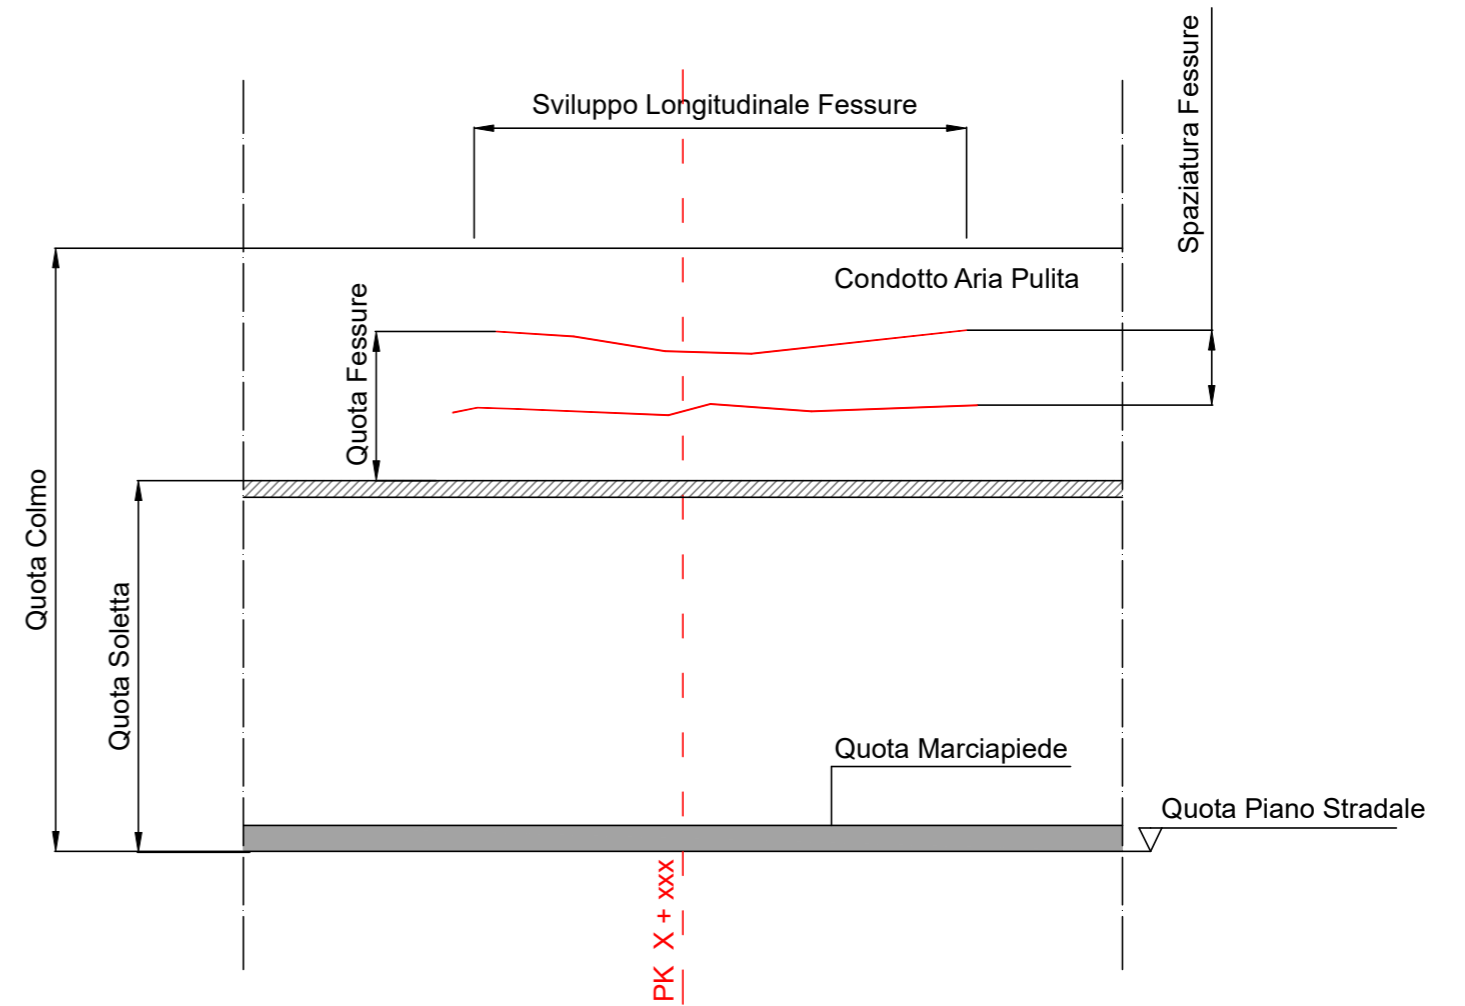 Sviluppo Longitudinale Fessure
Spaziatura Fessure
Condotto Aria Pulita
Quota Fessure
Quota Colmo
Quota Soletta
Quota Marciapiede
Quota Piano Stradale
PK X + xxx